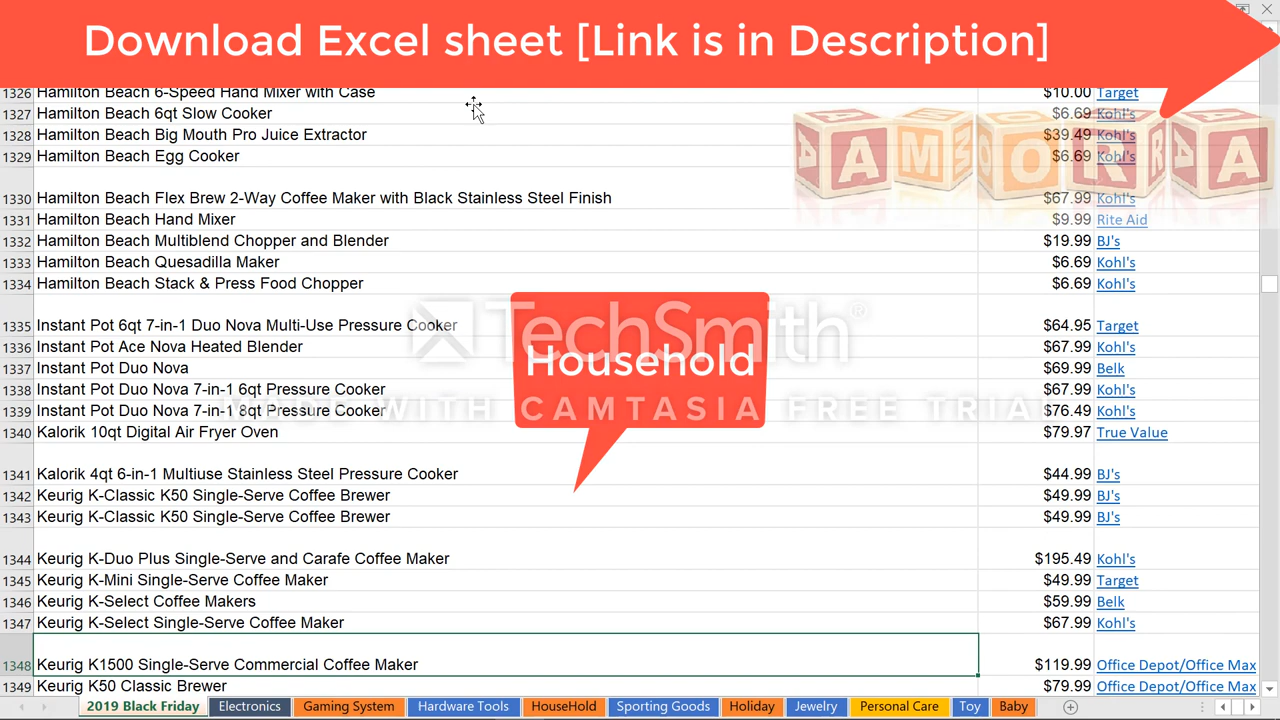 Download Excel sheet [Link is in Description]
1326 Hamilton Beach 6-Speed Hand Mixer with Case $10.00 Target
1327 Hamilton Beach 6qt Slow Cooker $6.69 Kohl's
1328 Hamilton Beach Big Mouth Pro Juice Extractor $39.49 Kohl's
1329 Hamilton Beach Egg Cooker $6.69 Kohl's
AMSORRA
1330 Hamilton Beach Flex Brew 2-Way Coffee Maker with Black Stainless Steel Finish $67.99 Kohl's
1331 Hamilton Beach Hand Mixer $9.99 Rite Aid
1332 Hamilton Beach Multiblend Chopper and Blender $19.99 BJ's
1333 Hamilton Beach Quesadilla Maker $6.69 Kohl's
1334 Hamilton Beach Stack & Press Food Chopper $6.69 Kohl's
1335 Instant Pot 6qt 7-in-1 Duo Nova Multi-Use Pressure Cooker $64.95 Target
TechSmith®
1336 Instant Pot Ace Nova Heated Blender $67.99 Kohl's
Household
1337 Instant Pot Duo Nova $69.99 Belk
1338 Instant Pot Duo Nova 7-in-1 6qt Pressure Cooker $67.99 Kohl's
1339 Instant Pot Duo Nova 7-in-1 8qt Pressure Cooker $76.49 Kohl's
MADE WITH CAMTASIA FREE TRIAL
1340 Kalorik 10qt Digital Air Fryer Oven $79.97 True Value
1341 Kalorik 4qt 6-in-1 Multiuse Stainless Steel Pressure Cooker $44.99 BJ's
1342 Keurig K-Classic K50 Single-Serve Coffee Brewer $49.99 BJ's
1343 Keurig K-Classic K50 Single-Serve Coffee Brewer $49.99 BJ's
1344 Keurig K-Duo Plus Single-Serve and Carafe Coffee Maker $195.49 Kohl's
1345 Keurig K-Mini Single-Serve Coffee Maker $49.99 Target
1346 Keurig K-Select Coffee Makers $59.99 Belk
1347 Keurig K-Select Single-Serve Coffee Maker $67.99 Kohl's
1348 Keurig K1500 Single-Serve Commercial Coffee Maker $119.99 Office Depot/Office Max
1349 Keurig K50 Classic Brewer $79.99 Office Depot/Office Max
2019 Black Friday Electronics Gaming System Hardware Tools HouseHold Sporting Goods Holiday Jewelry Personal Care Toy Baby